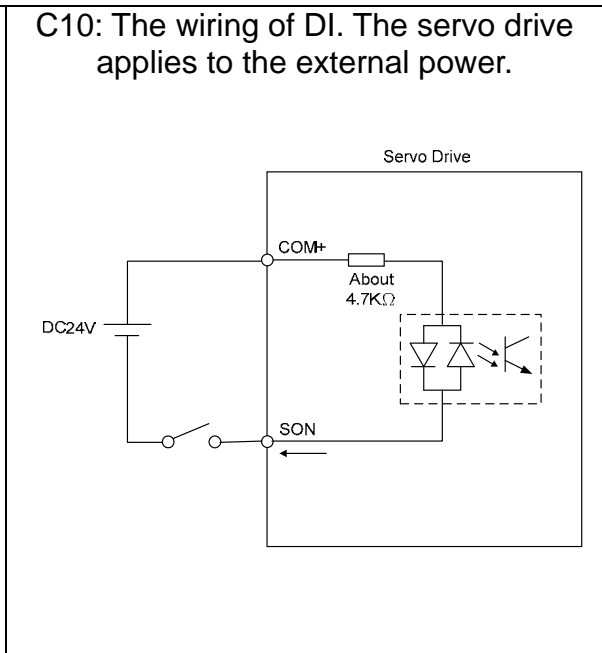 C10: The wiring of DI. The servo drive
applies to the external power.
Servo Drive
COM+
About
4.7KΩ
DC24V
SON